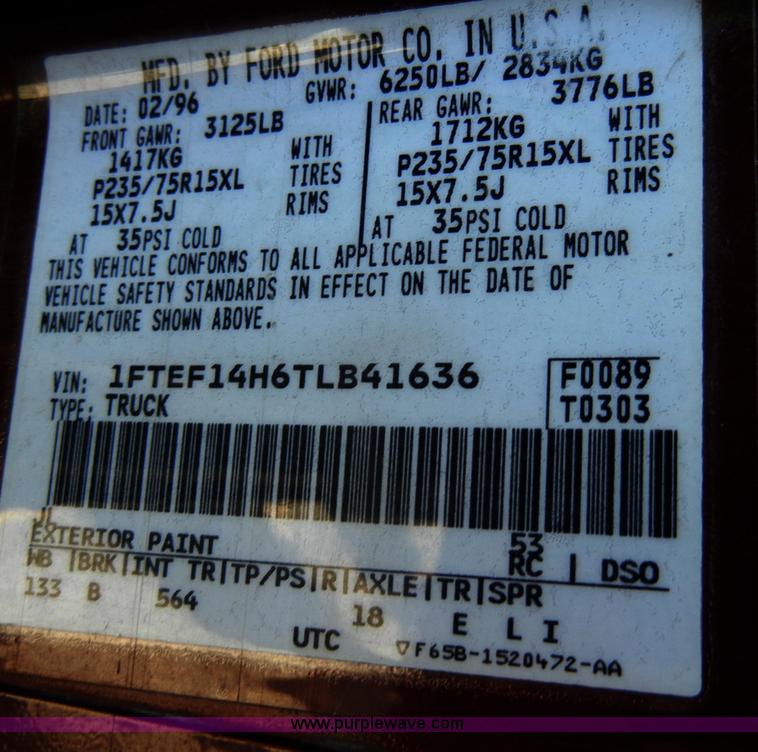 MFD. BY FORD MOTOR CO. IN U.S.A.
DATE: 02/96 GVWR: 6250LB/ 2834KG
FRONT GAWR: 3125LB
1417KG WITH
P235/75R15XL TIRES
15X7.5J RIMS
AT 35PSI COLD
REAR GAWR: 3776LB
1712KG WITH
P235/75R15XL TIRES
15X7.5J RIMS
AT 35PSI COLD
THIS VEHICLE CONFORMS TO ALL APPLICABLE FEDERAL MOTOR
VEHICLE SAFETY STANDARDS IN EFFECT ON THE DATE OF
MANUFACTURE SHOWN ABOVE.
VIN: 1FTEF14H6TLB41636 F0089
TYPE: TRUCK T0303
JL
EXTERIOR PAINT 53
WB |BRK|INT TR|TP/PS|R|AXLE|TR|SPR RC | DSO
133 B 564 18 E L I
UTC ▽F65B-1520472-AA
www.purplewave.com